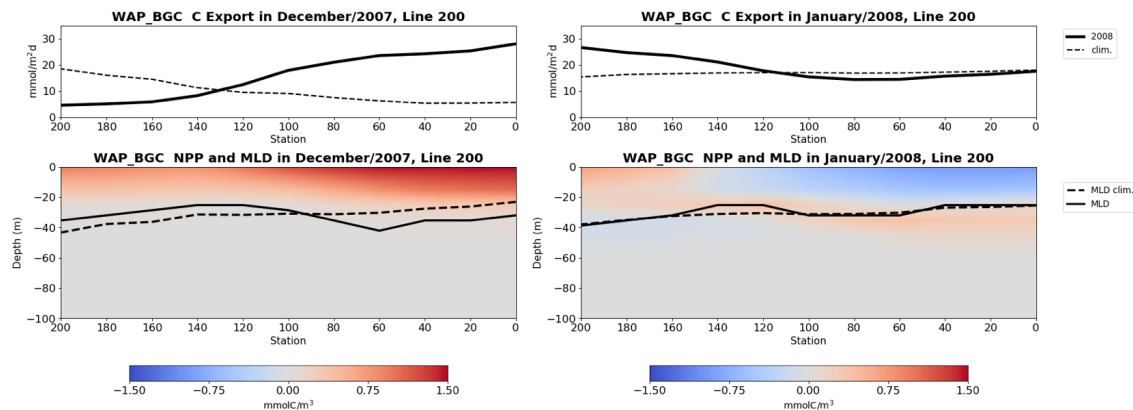 WAP_BGC C Export in December/2007, Line 200
mmol/m²d
30
20
10
0
200 180 160 140 120 100 80 60 40 20 0
Station
WAP_BGC C Export in January/2008, Line 200
mmol/m²d
30
20
10
0
200 180 160 140 120 100 80 60 40 20 0
Station
2008
clim.
WAP_BGC NPP and MLD in December/2007, Line 200
Depth (m)
0
−20
−40
−60
−80
−100
200 180 160 140 120 100 80 60 40 20 0
Station
WAP_BGC NPP and MLD in January/2008, Line 200
Depth (m)
0
−20
−40
−60
−80
−100
200 180 160 140 120 100 80 60 40 20 0
Station
MLD clim.
MLD
−1.50 −0.75 0.00 0.75 1.50
mmolC/m³
−1.50 −0.75 0.00 0.75 1.50
mmolC/m³